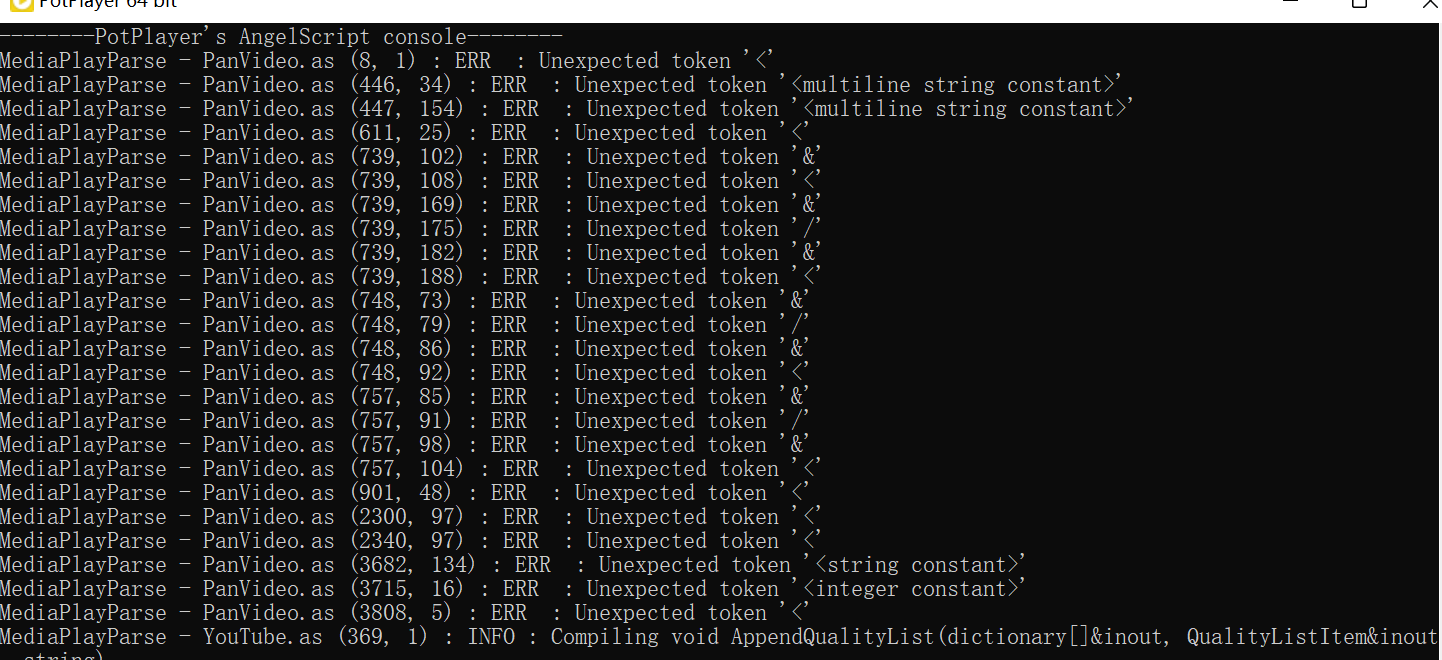 PotPlayer 64 bit
--------PotPlayer's AngelScript console--------
MediaPlayParse - PanVideo.as (8, 1) : ERR  : Unexpected token '<'
MediaPlayParse - PanVideo.as (446, 34) : ERR  : Unexpected token '<multiline string constant>'
MediaPlayParse - PanVideo.as (447, 154) : ERR  : Unexpected token '<multiline string constant>'
MediaPlayParse - PanVideo.as (611, 25) : ERR  : Unexpected token '<'
MediaPlayParse - PanVideo.as (739, 102) : ERR  : Unexpected token '&'
MediaPlayParse - PanVideo.as (739, 108) : ERR  : Unexpected token '<'
MediaPlayParse - PanVideo.as (739, 169) : ERR  : Unexpected token '&'
MediaPlayParse - PanVideo.as (739, 175) : ERR  : Unexpected token '/'
MediaPlayParse - PanVideo.as (739, 182) : ERR  : Unexpected token '&'
MediaPlayParse - PanVideo.as (739, 188) : ERR  : Unexpected token '<'
MediaPlayParse - PanVideo.as (748, 73) : ERR  : Unexpected token '&'
MediaPlayParse - PanVideo.as (748, 79) : ERR  : Unexpected token '/'
MediaPlayParse - PanVideo.as (748, 86) : ERR  : Unexpected token '&'
MediaPlayParse - PanVideo.as (748, 92) : ERR  : Unexpected token '<'
MediaPlayParse - PanVideo.as (757, 85) : ERR  : Unexpected token '&'
MediaPlayParse - PanVideo.as (757, 91) : ERR  : Unexpected token '/'
MediaPlayParse - PanVideo.as (757, 98) : ERR  : Unexpected token '&'
MediaPlayParse - PanVideo.as (757, 104) : ERR  : Unexpected token '<'
MediaPlayParse - PanVideo.as (901, 48) : ERR  : Unexpected token '<'
MediaPlayParse - PanVideo.as (2300, 97) : ERR  : Unexpected token '<'
MediaPlayParse - PanVideo.as (2340, 97) : ERR  : Unexpected token '<'
MediaPlayParse - PanVideo.as (3682, 134) : ERR  : Unexpected token '<string constant>'
MediaPlayParse - PanVideo.as (3715, 16) : ERR  : Unexpected token '<integer constant>'
MediaPlayParse - PanVideo.as (3808, 5) : ERR  : Unexpected token '<'
MediaPlayParse - YouTube.as (369, 1) : INFO : Compiling void AppendQualityList(dictionary[]&inout, QualityListItem&inout
string)